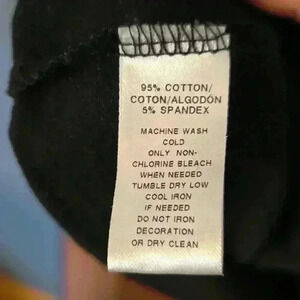 95% COTTON/
COTON/ALGODÓN
5% SPANDEX
MACHINE WASH
COLD
ONLY NON-
CHLORINE BLEACH
WHEN NEEDED
TUMBLE DRY LOW
COOL IRON
IF NEEDED
DO NOT IRON
DECORATION
OR DRY CLEAN